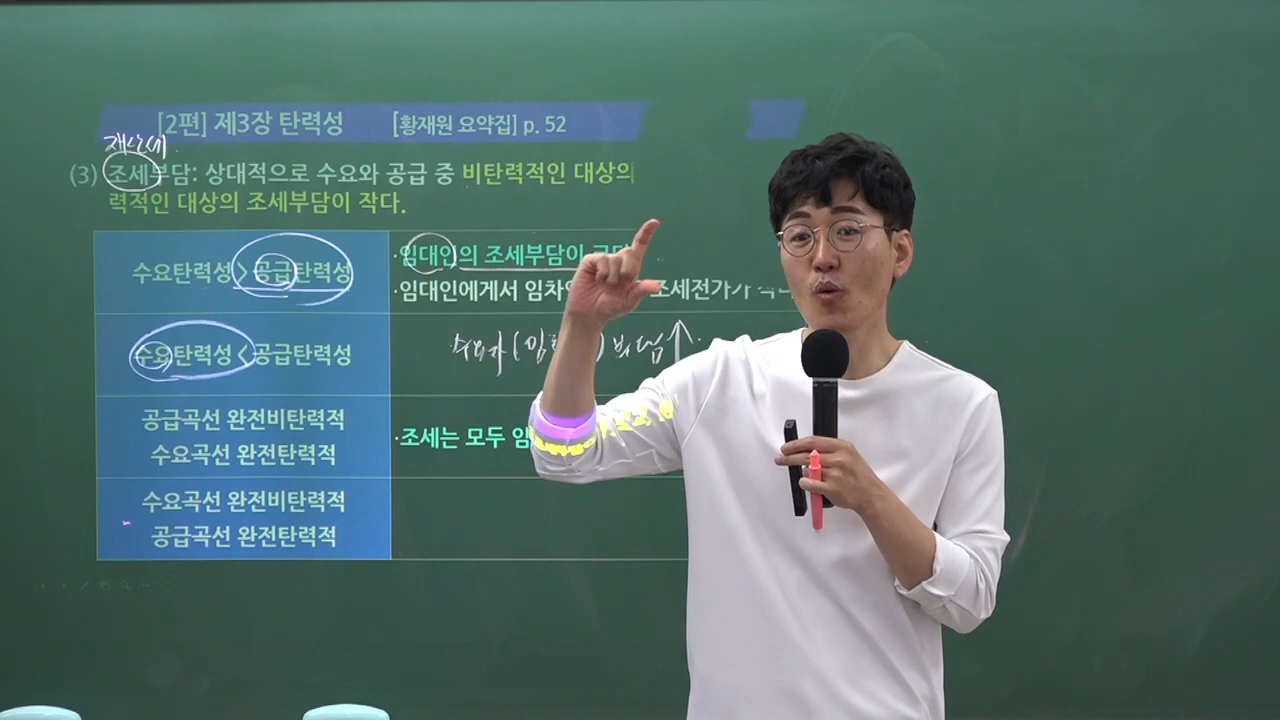 [2편] 제3장 탄력성 [황재원 요약집] p. 52
재산세
(3) 조세부담: 상대적으로 수요와 공급 중 비탄력적인 대상의
력적인 대상의 조세부담이 작다.
수요탄력성 > 공급탄력성
·임대인의 조세부담이
·임대인에게서 조세전가가
수요탄력성 < 공급탄력성
수요자 부담↑
공급곡선 완전비탄력적
수요곡선 완전탄력적
·조세는 모두 임
수요곡선 완전비탄력적
공급곡선 완전탄력적